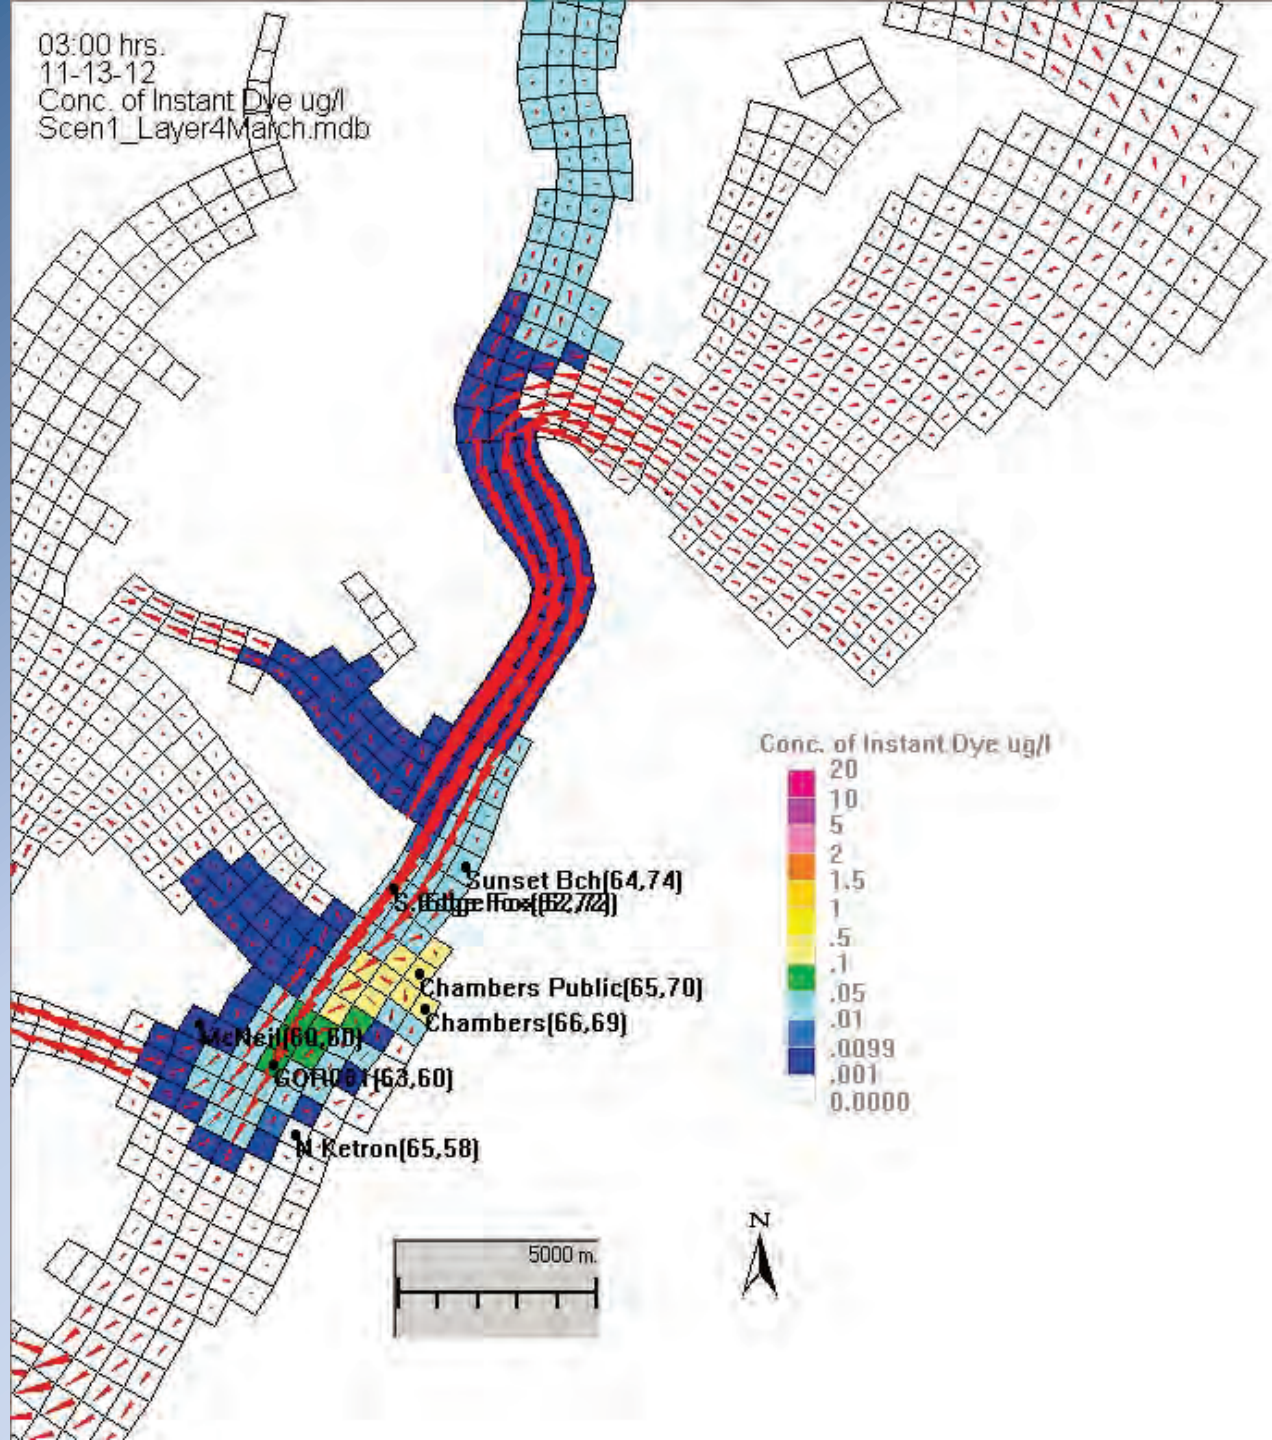 03:00 hrs.
11-13-12
Conc. of Instant Dye ug/l
Scen1_Layer4March.mdb
Conc. of Instant Dye ug/l
20
10
5
2
1.5
1
.5
.1
.05
.01
.0099
.001
0.0000
Sunset Bch(64,74)
Chambers Public(65,70)
Chambers(66,69)
McNeil(60,60)
(63,60)
N Ketron(65,58)
5000 m.
N